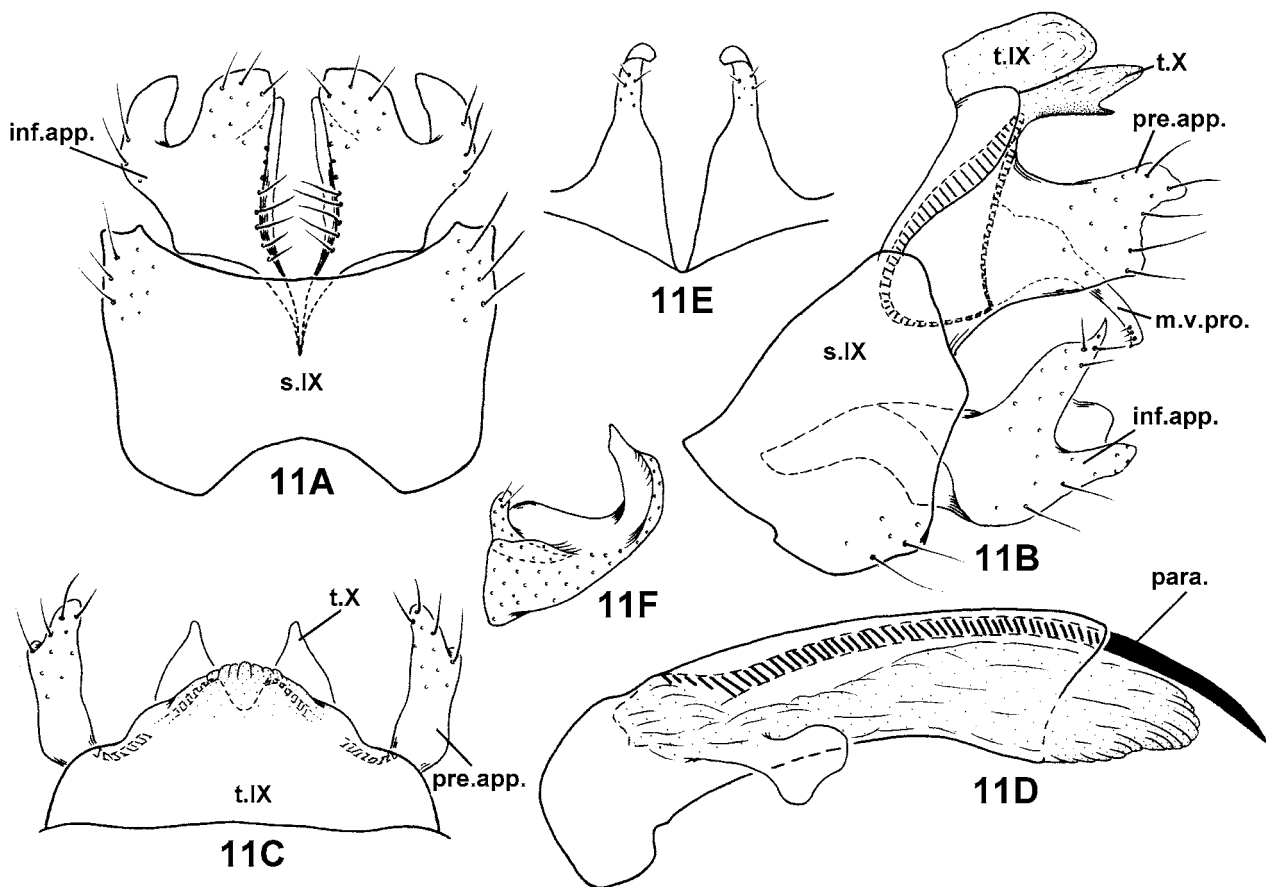 inf.app.
s.IX
11A
11E
t.IX
t.X
pre.app.
m.v.pro.
s.IX
inf.app.
11B
11F
t.X
pre.app.
t.IX
11C
para.
11D